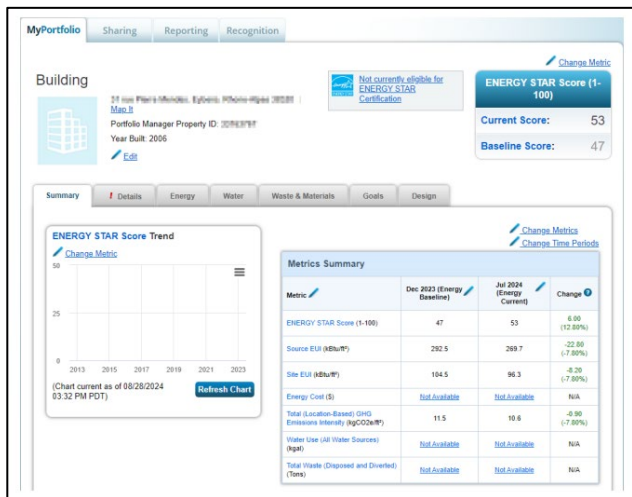 MyPortfolio
Sharing
Reporting
Recognition
Change Metric
Building
Not currently eligible for
ENERGY STAR
Certification
ENERGY STAR Score (1-
100)
Current Score: 53
Baseline Score: 47
Map It
Portfolio Manager Property ID:
Year Built: 2006
Edit
Summary
! Details
Energy
Water
Waste & Materials
Goals
Design
ENERGY STAR Score Trend
Change Metric
50
25
0
2013 2015 2017 2019 2021 2023
(Chart current as of 08/28/2024
03:32 PM PDT)
Refresh Chart
Change Metrics
Change Time Periods
Metrics Summary
Metric
Dec 2023 (Energy
Baseline)
Jul 2024
(Energy
Current)
Change ?
ENERGY STAR Score (1-100) 47 53 6.00
(12.80%)
Source EUI (kBtu/ft²) 292.5 269.7 -22.80
(-7.80%)
Site EUI (kBtu/ft²) 104.5 96.3 -8.20
(-7.80%)
Energy Cost ($) Not Available Not Available N/A
Total (Location-Based) GHG
Emissions Intensity (kgCO2e/ft²) 11.5 10.6 -0.90
(-7.80%)
Water Use (All Water Sources)
(kgal) Not Available Not Available N/A
Total Waste (Disposed and Diverted)
(Tons) Not Available Not Available N/A